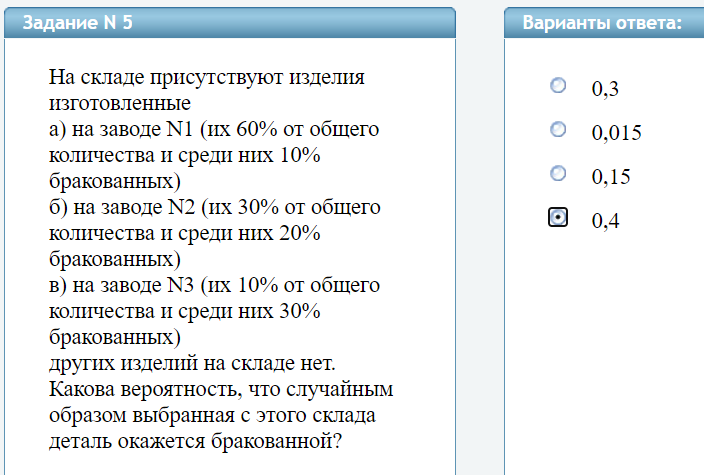 Задание N 5
На складе присутствуют изделия
изготовленные
а) на заводе N1 (их 60% от общего
количества и среди них 10%
бракованных)
б) на заводе N2 (их 30% от общего
количества и среди них 20%
бракованных)
в) на заводе N3 (их 10% от общего
количества и среди них 30%
бракованных)
других изделий на складе нет.
Какова вероятность, что случайным
образом выбранная с этого склада
деталь окажется бракованной?
Варианты ответа:
0,3
0,015
0,15
0,4